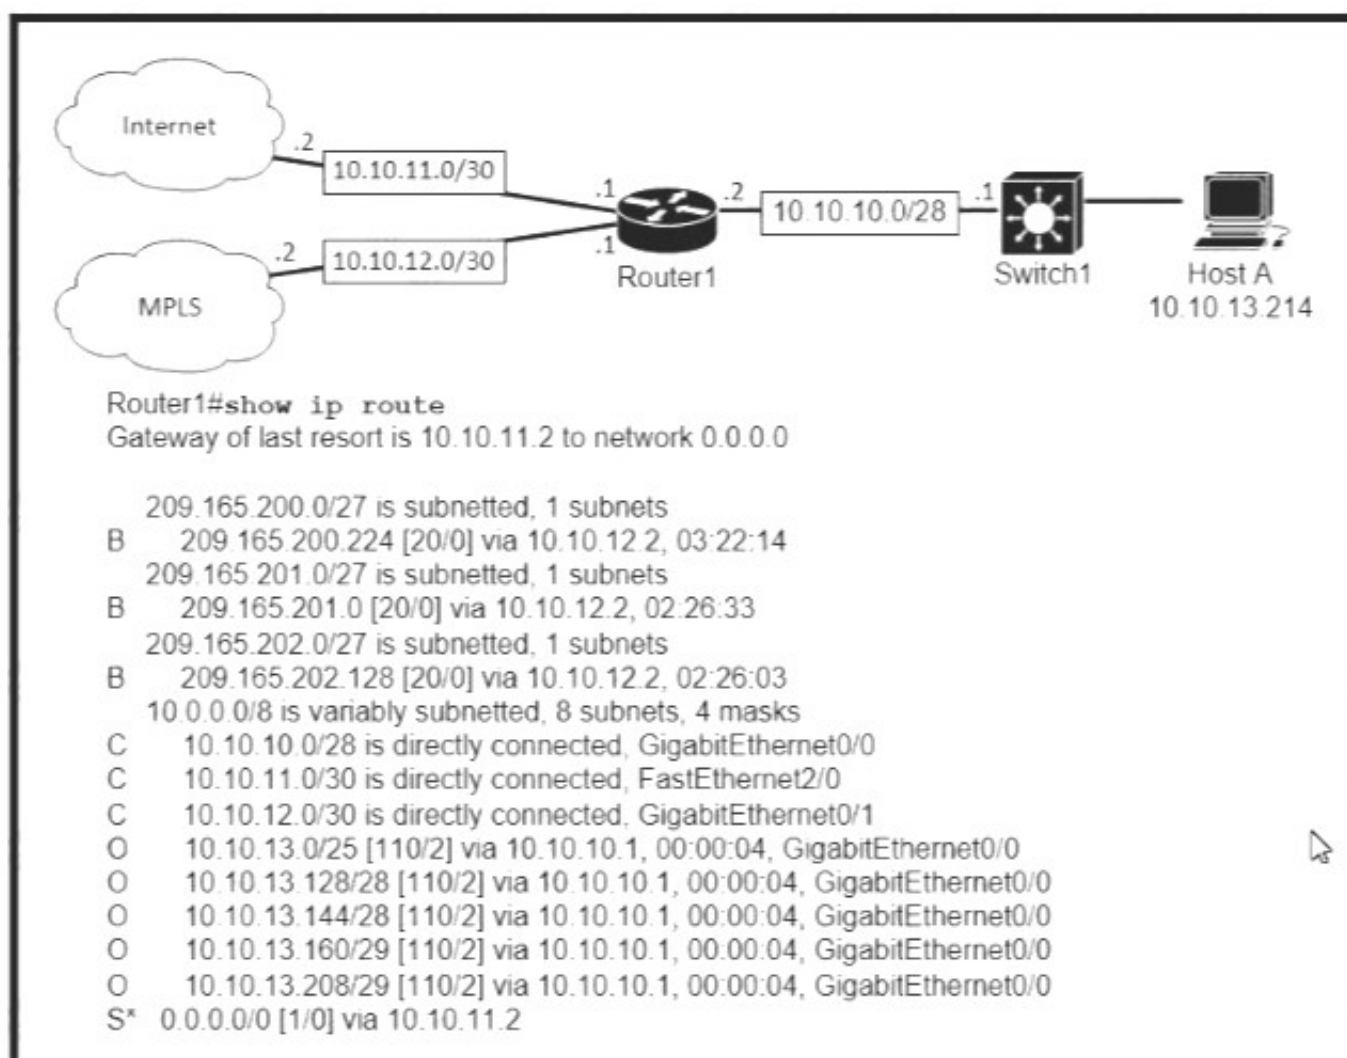 Internet
.2
10.10.11.0/30
.1
.2
10.10.10.0/28
.1
.2
10.10.12.0/30
.1
Router1
Switch1
Host A
10.10.13.214
MPLS
Router1#show ip route
Gateway of last resort is 10.10.11.2 to network 0.0.0.0
209.165.200.0/27 is subnetted, 1 subnets
B 209.165.200.224 [20/0] via 10.10.12.2, 03:22:14
209.165.201.0/27 is subnetted, 1 subnets
B 209.165.201.0 [20/0] via 10.10.12.2, 02:26:33
209.165.202.0/27 is subnetted, 1 subnets
B 209.165.202.128 [20/0] via 10.10.12.2, 02:26:03
10.0.0.0/8 is variably subnetted, 8 subnets, 4 masks
C 10.10.10.0/28 is directly connected, GigabitEthernet0/0
C 10.10.11.0/30 is directly connected, FastEthernet2/0
C 10.10.12.0/30 is directly connected, GigabitEthernet0/1
O 10.10.13.0/25 [110/2] via 10.10.10.1, 00:00:04, GigabitEthernet0/0
O 10.10.13.128/28 [110/2] via 10.10.10.1, 00:00:04, GigabitEthernet0/0
O 10.10.13.144/28 [110/2] via 10.10.10.1, 00:00:04, GigabitEthernet0/0
O 10.10.13.160/29 [110/2] via 10.10.10.1, 00:00:04, GigabitEthernet0/0
O 10.10.13.208/29 [110/2] via 10.10.10.1, 00:00:04, GigabitEthernet0/0
S* 0.0.0.0/0 [1/0] via 10.10.11.2